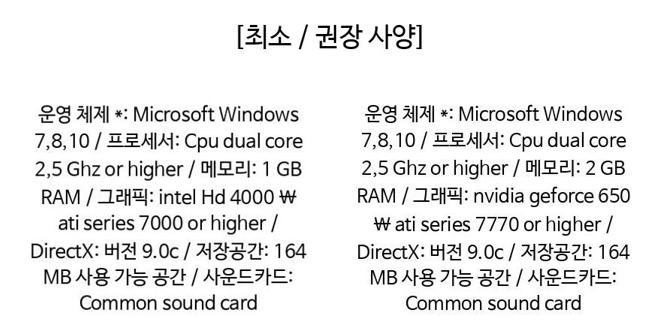 [최소 / 권장 사양]
운영 체제 *: Microsoft Windows
7,8,10 / 프로세서: Cpu dual core
2,5 Ghz or higher / 메모리: 1 GB
RAM / 그래픽: intel Hd 4000 ₩
ati series 7000 or higher /
DirectX: 버전 9.0c / 저장공간: 164
MB 사용 가능 공간 / 사운드카드:
Common sound card
운영 체제 *: Microsoft Windows
7,8,10 / 프로세서: Cpu dual core
2,5 Ghz or higher / 메모리: 2 GB
RAM / 그래픽: nvidia geforce 650
₩ ati series 7770 or higher /
DirectX: 버전 9.0c / 저장공간: 164
MB 사용 가능 공간 / 사운드카드:
Common sound card